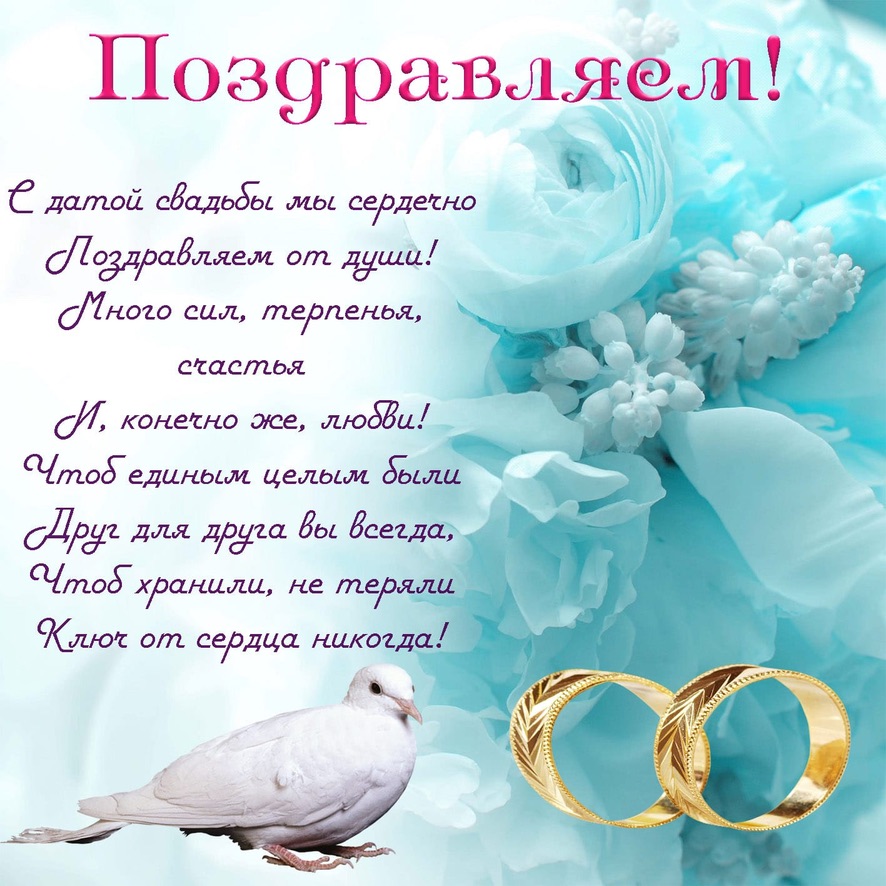 Поздравляем!
С датой свадьбы мы сердечно
Поздравляем от души!
Много сил, терпенья,
счастья
И, конечно же, любви!
Чтоб единым целым были
Друг для друга вы всегда,
Чтоб хранили, не теряли
Ключ от сердца никогда!